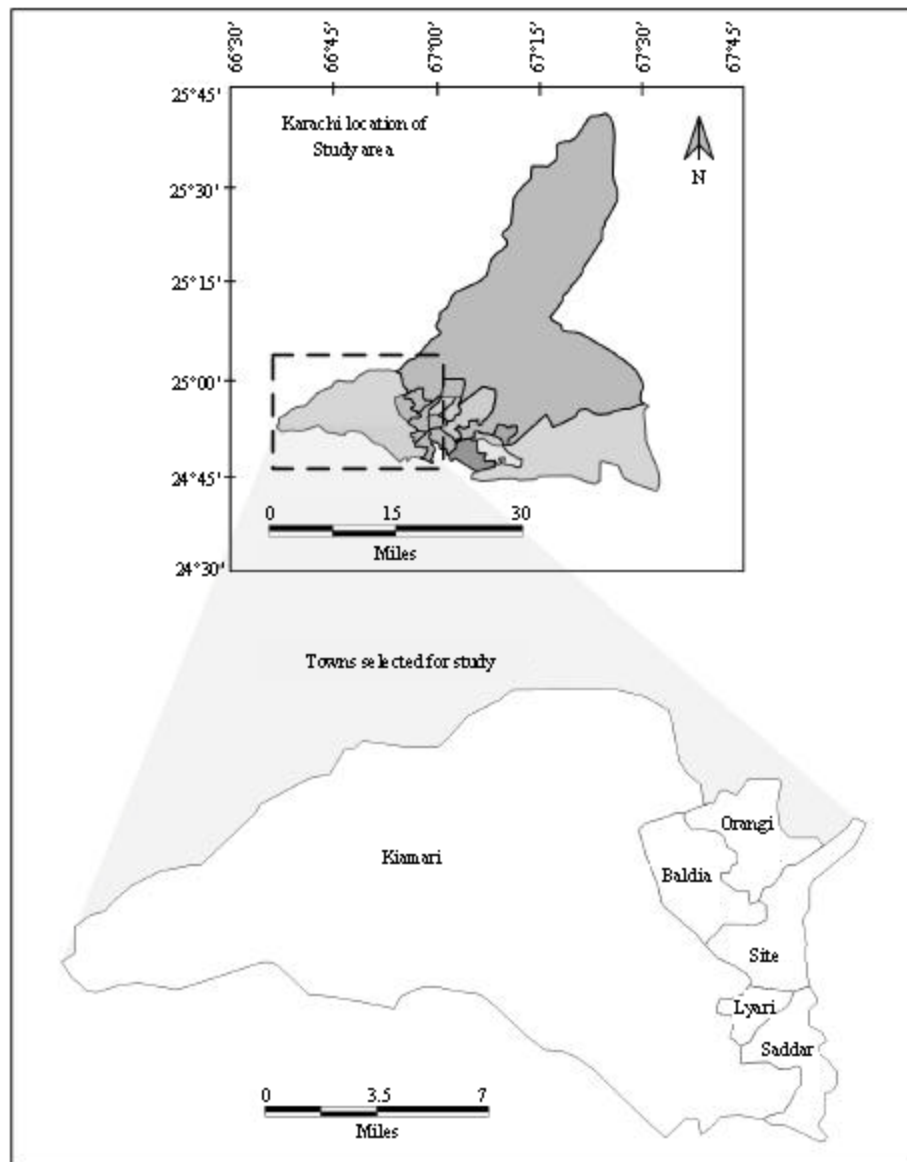 66°30'
66°45'
67°00'
67°15'
67°30'
67°45'
25°45'
Karachi location of
Study area
N
25°30'
25°15'
25°00'
24°45'
0 15 30
Miles
24°30'
Towns selected for study
Orangi
Kiamari
Baldia
Site
Lyari
Saddar
0 3.5 7
Miles